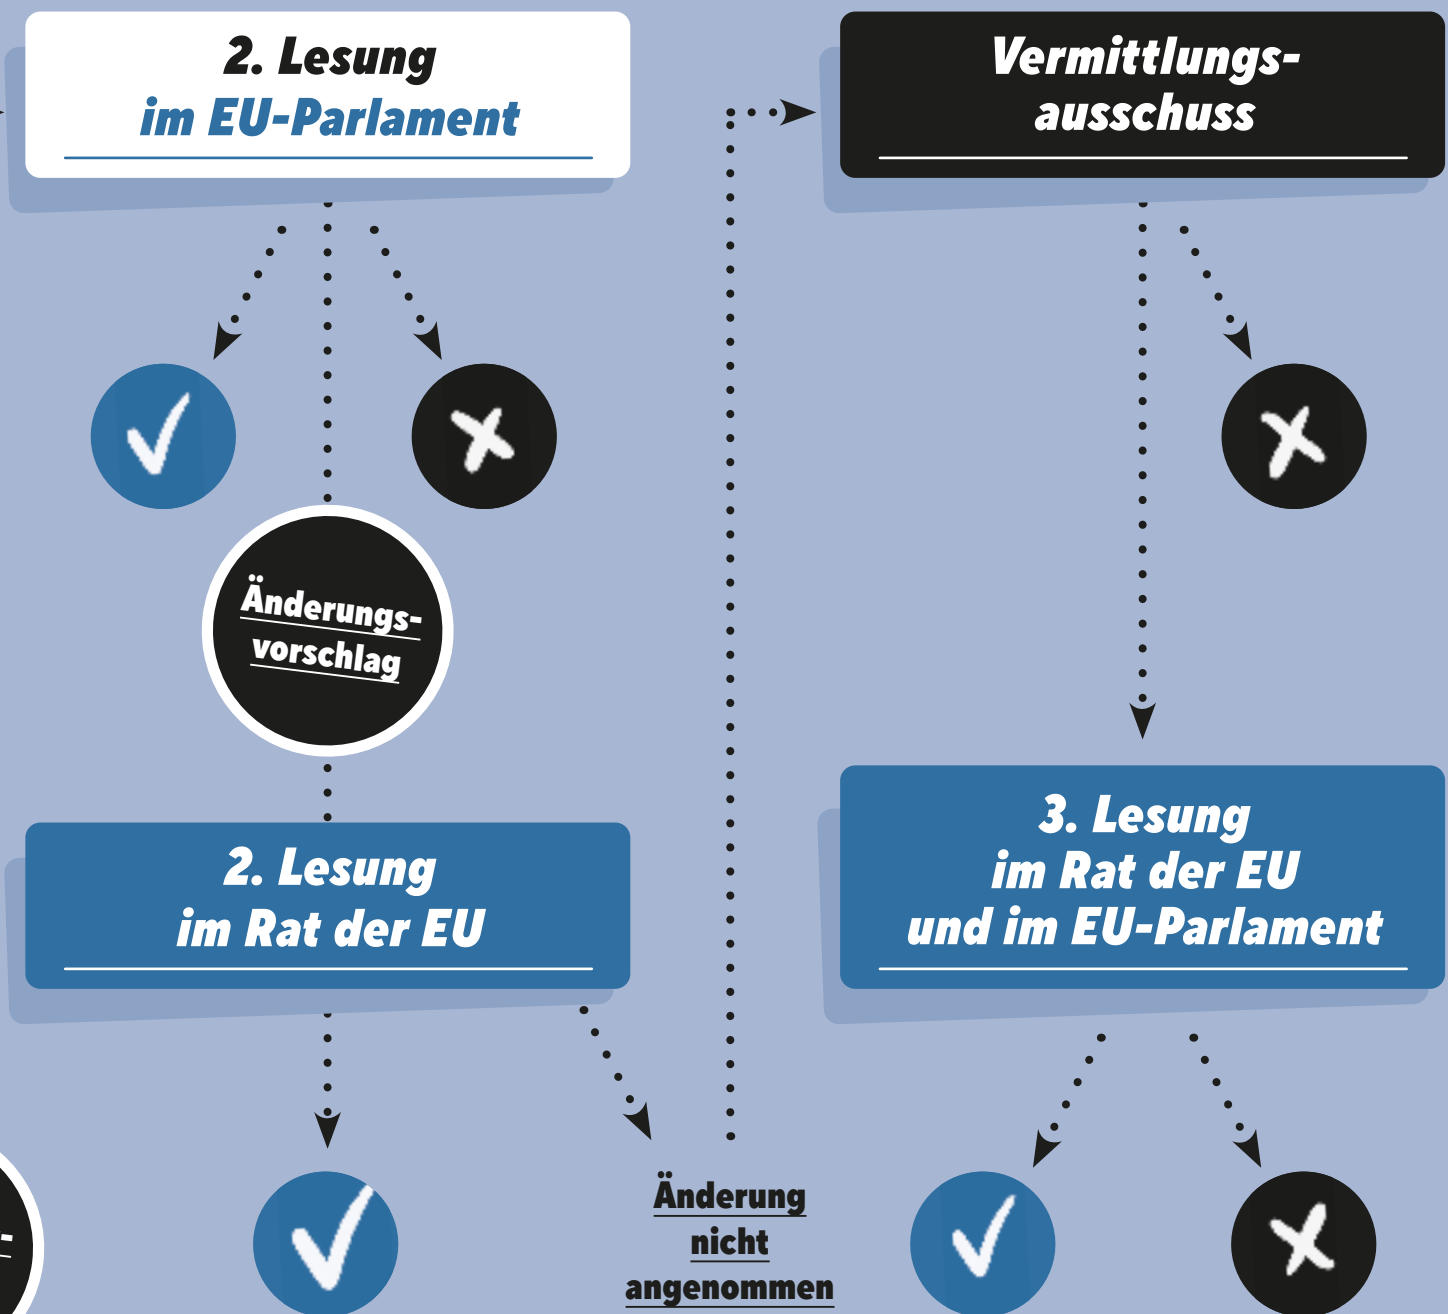 2. Lesung
im EU-Parlament
Änderungs-
vorschlag
2. Lesung
im Rat der EU
Änderung
nicht
angenommen
Vermittlungs-
ausschuss
3. Lesung
im Rat der EU
und im EU-Parlament